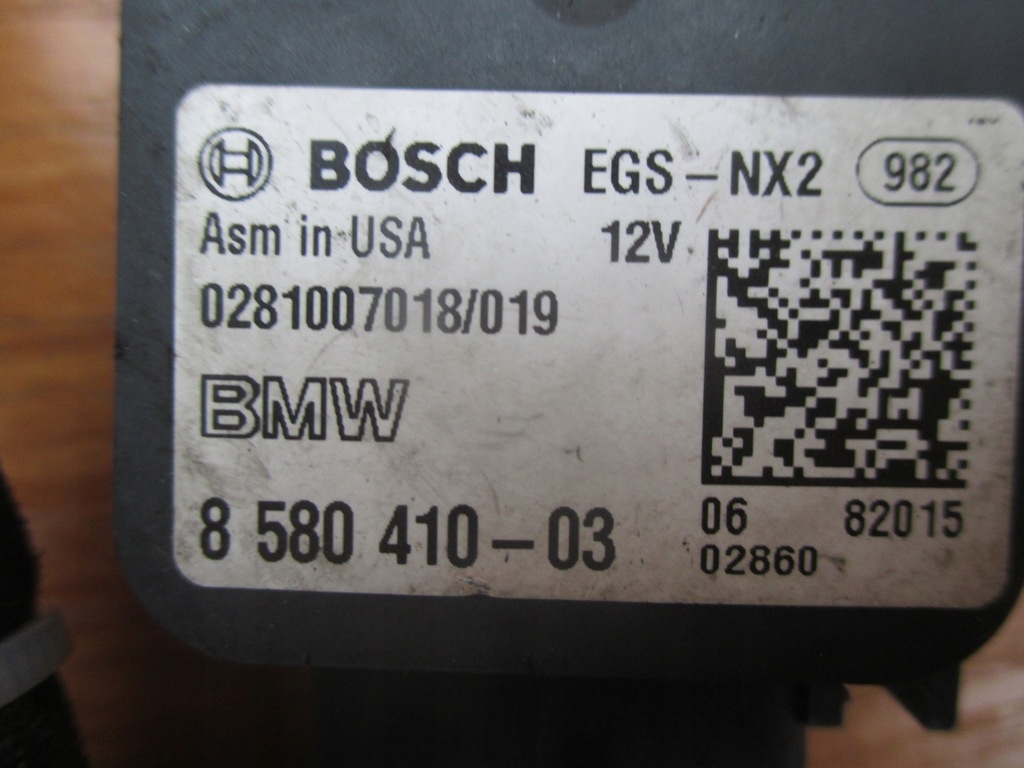 BOSCH EGS-NX2 982
Asm in USA 12V
0281007018/019
BMW
8 580 410-03
06 82015
02860